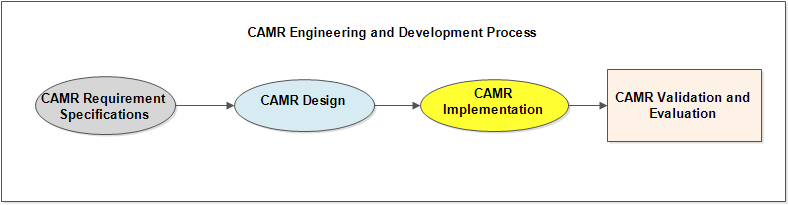 CAMR Engineering and Development Process
CAMR Requirement
Specifications
CAMR Design
CAMR
Implementation
CAMR Validation and
Evaluation